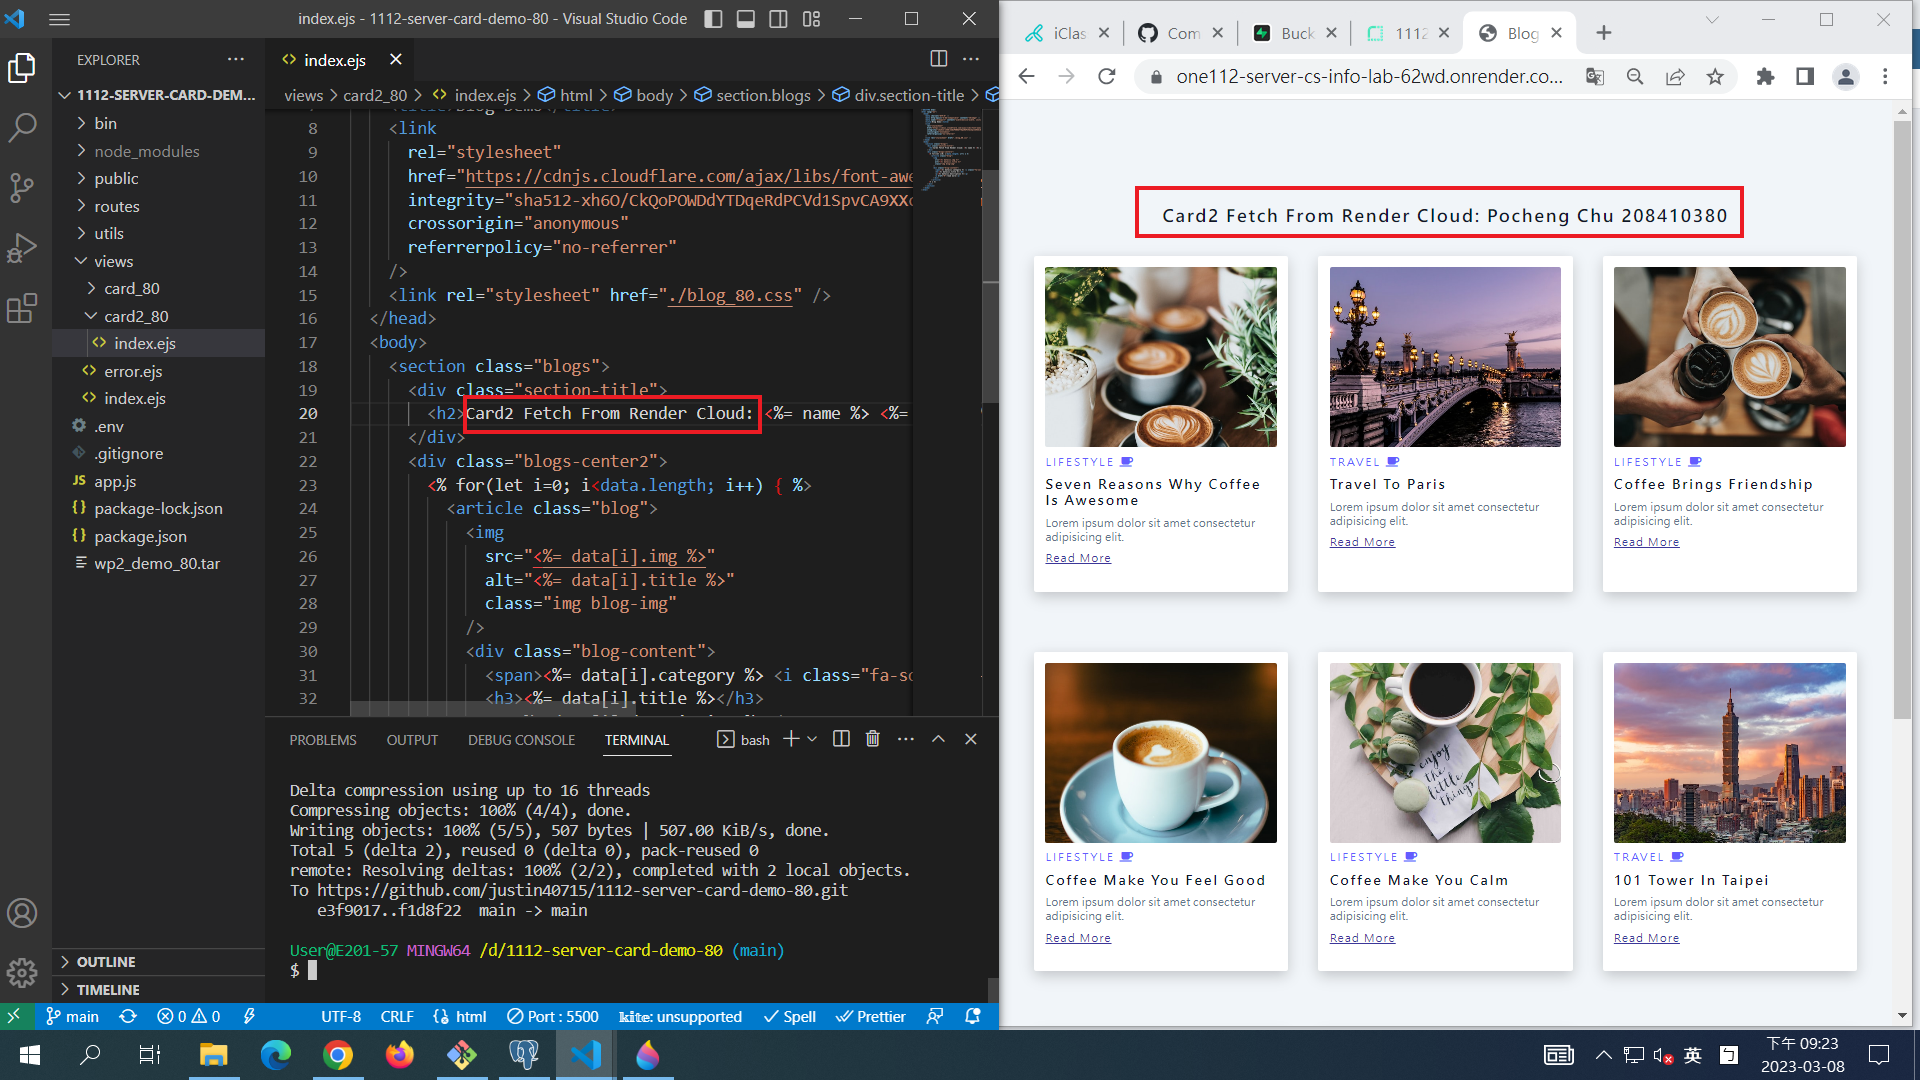 index.ejs - 1112-server-card-demo-80 - Visual Studio Code
EXPLORER
1112-SERVER-CARD-DEM...
bin
node_modules
public
routes
utils
views
card_80
card2_80
index.ejs
error.ejs
index.ejs
.env
.gitignore
JS app.js
package-lock.json
package.json
wp2_demo_80.tar
OUTLINE
TIMELINE
index.ejs
views > card2_80 > index.ejs > html > body > section.blogs > div.section-title >
8 <link
9 rel="stylesheet"
10 href="https://cdnjs.cloudflare.com/ajax/libs/font-awe
11 integrity="sha512-xh6O/CkQoPOWDdYTDqeRdPCVd1SpvCA9XXc
12 crossorigin="anonymous"
13 referrerpolicy="no-referrer"
14 />
15 <link rel="stylesheet" href="./blog_80.css" />
16 </head>
17 <body>
18 <section class="blogs">
19 <div class="section-title">
20 <h2>Card2 Fetch From Render Cloud: <%= name %> <%=
21 </div>
22 <div class="blogs-center2">
23 <% for(let i=0; i<data.length; i++) { %>
24 <article class="blog">
25 <img
26 src="<%= data[i].img %>"
27 alt="<%= data[i].title %>"
28 class="img blog-img"
29 />
30 <div class="blog-content">
31 <span><%= data[i].category %> <i class="fa-so
32 <h3><%= data[i].title %></h3>
PROBLEMS OUTPUT DEBUG CONSOLE TERMINAL bash
Delta compression using up to 16 threads
Compressing objects: 100% (4/4), done.
Writing objects: 100% (5/5), 507 bytes | 507.00 KiB/s, done.
Total 5 (delta 2), reused 0 (delta 0), pack-reused 0
remote: Resolving deltas: 100% (2/2), completed with 2 local objects.
To https://github.com/justin40715/1112-server-card-demo-80.git
e3f9017..f1d8f22 main -> main
User@E201-57 MINGW64 /d/1112-server-card-demo-80 (main)
$
main 0 0 UTF-8 CRLF html Port : 5500 kite: unsupported Spell Prettier
iClas Com Buck 1112 Blog
one112-server-cs-info-lab-62wd.onrender.co...
Card2 Fetch From Render Cloud: Pocheng Chu 208410380
LIFESTYLE
Seven Reasons Why Coffee
Is Awesome
Lorem ipsum dolor sit amet consectetur
adipisicing elit.
Read More
TRAVEL
Travel To Paris
Lorem ipsum dolor sit amet consectetur
adipisicing elit.
Read More
LIFESTYLE
Coffee Brings Friendship
Lorem ipsum dolor sit amet consectetur
adipisicing elit.
Read More
LIFESTYLE
Coffee Make You Feel Good
Lorem ipsum dolor sit amet consectetur
adipisicing elit.
Read More
enjoy
the
little
things
LIFESTYLE
Coffee Make You Calm
Lorem ipsum dolor sit amet consectetur
adipisicing elit.
Read More
TRAVEL
101 Tower In Taipei
Lorem ipsum dolor sit amet consectetur
adipisicing elit.
Read More
英
ㄅ
下午 09:23
2023-03-08